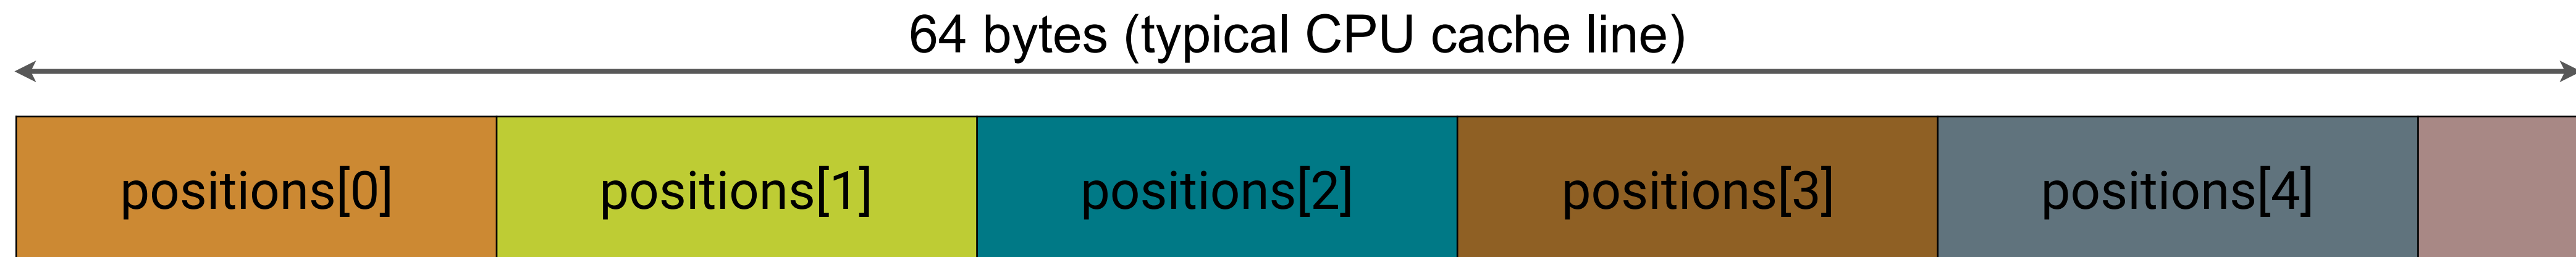 64 bytes (typical CPU cache line)
positions[0] positions[1] positions[2] positions[3] positions[4]